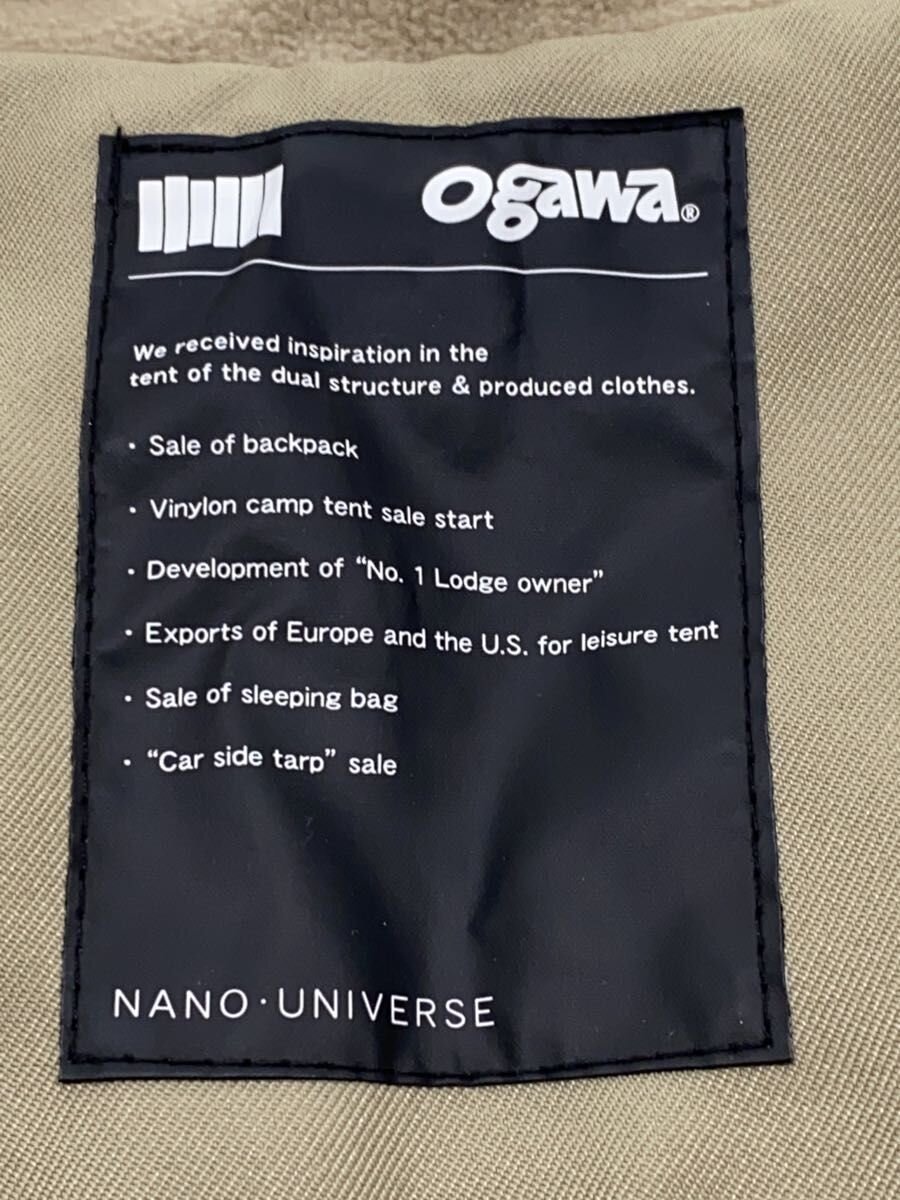 ogawa®
We received inspiration in the
tent of the dual structure & produced clothes.
・Sale of backpack
・Vinylon camp tent sale start
・Development of “No. 1 Lodge owner”
・Exports of Europe and the U.S. for leisure tent
・Sale of sleeping bag
・“Car side tarp” sale
NANO・UNIVERSE